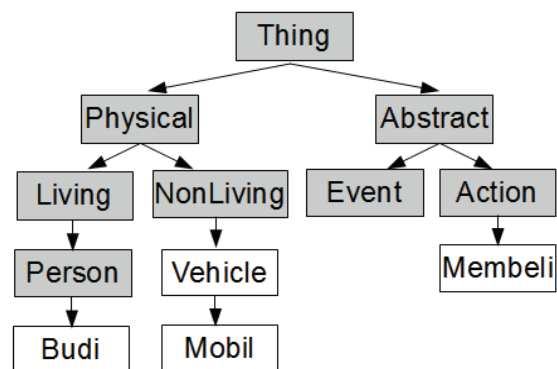 Thing
Physical
Abstract
Living
NonLiving
Event
Action
Person
Vehicle
Membeli
Budi
Mobil